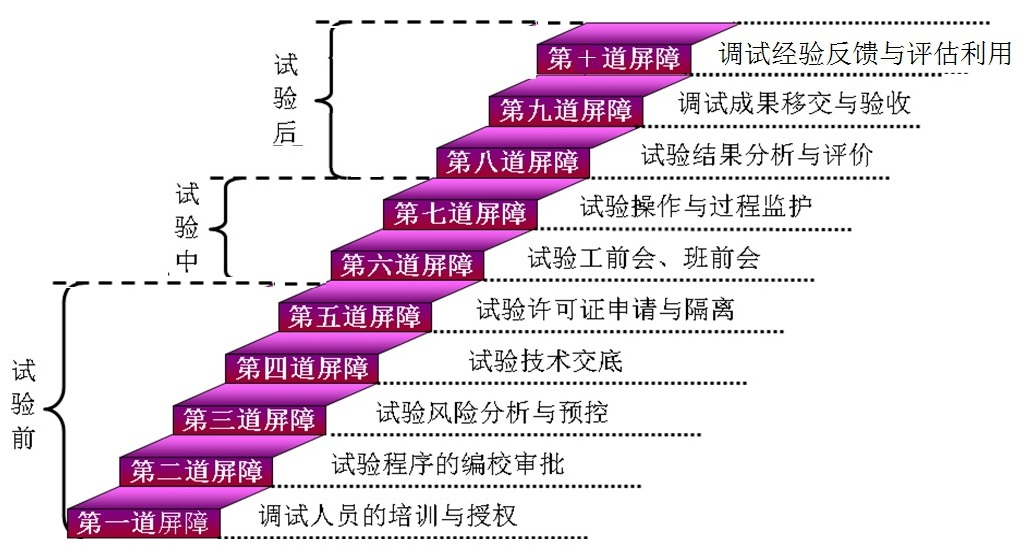 试验后
第十道屏障 调试经验反馈与评估利用
第九道屏障 调试成果移交与验收
第八道屏障 试验结果分析与评价
试验中
第七道屏障 试验操作与过程监护
第六道屏障 试验工前会、班前会
试验前
第五道屏障 试验许可证申请与隔离
第四道屏障 试验技术交底
第三道屏障 试验风险分析与预控
第二道屏障 试验程序的编校审批
第一道屏障 调试人员的培训与授权